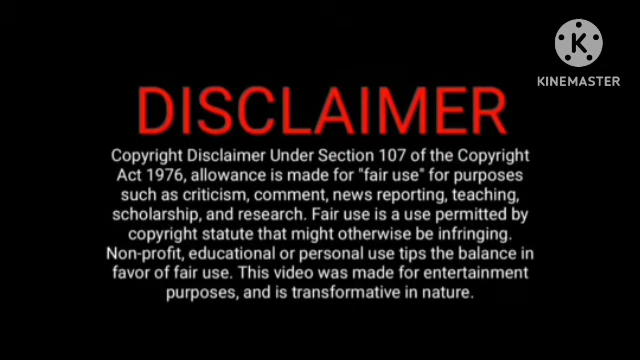 KINEMASTER
DISCLAIMER
Copyright Disclaimer Under Section 107 of the Copyright
Act 1976, allowance is made for "fair use" for purposes
such as criticism, comment, news reporting, teaching,
scholarship, and research. Fair use is a use permitted by
copyright statute that might otherwise be infringing.
Non-profit, educational or personal use tips the balance in
favor of fair use. This video was made for entertainment
purposes, and is transformative in nature.